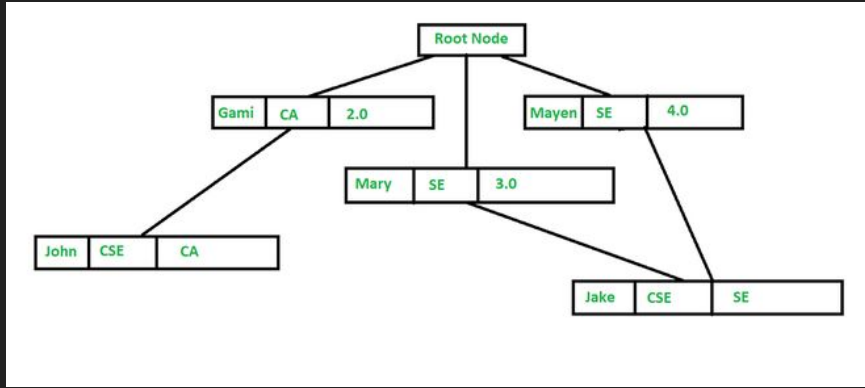 Root Node
Gami CA 2.0
Mayen SE 4.0
Mary SE 3.0
John CSE CA
Jake CSE SE